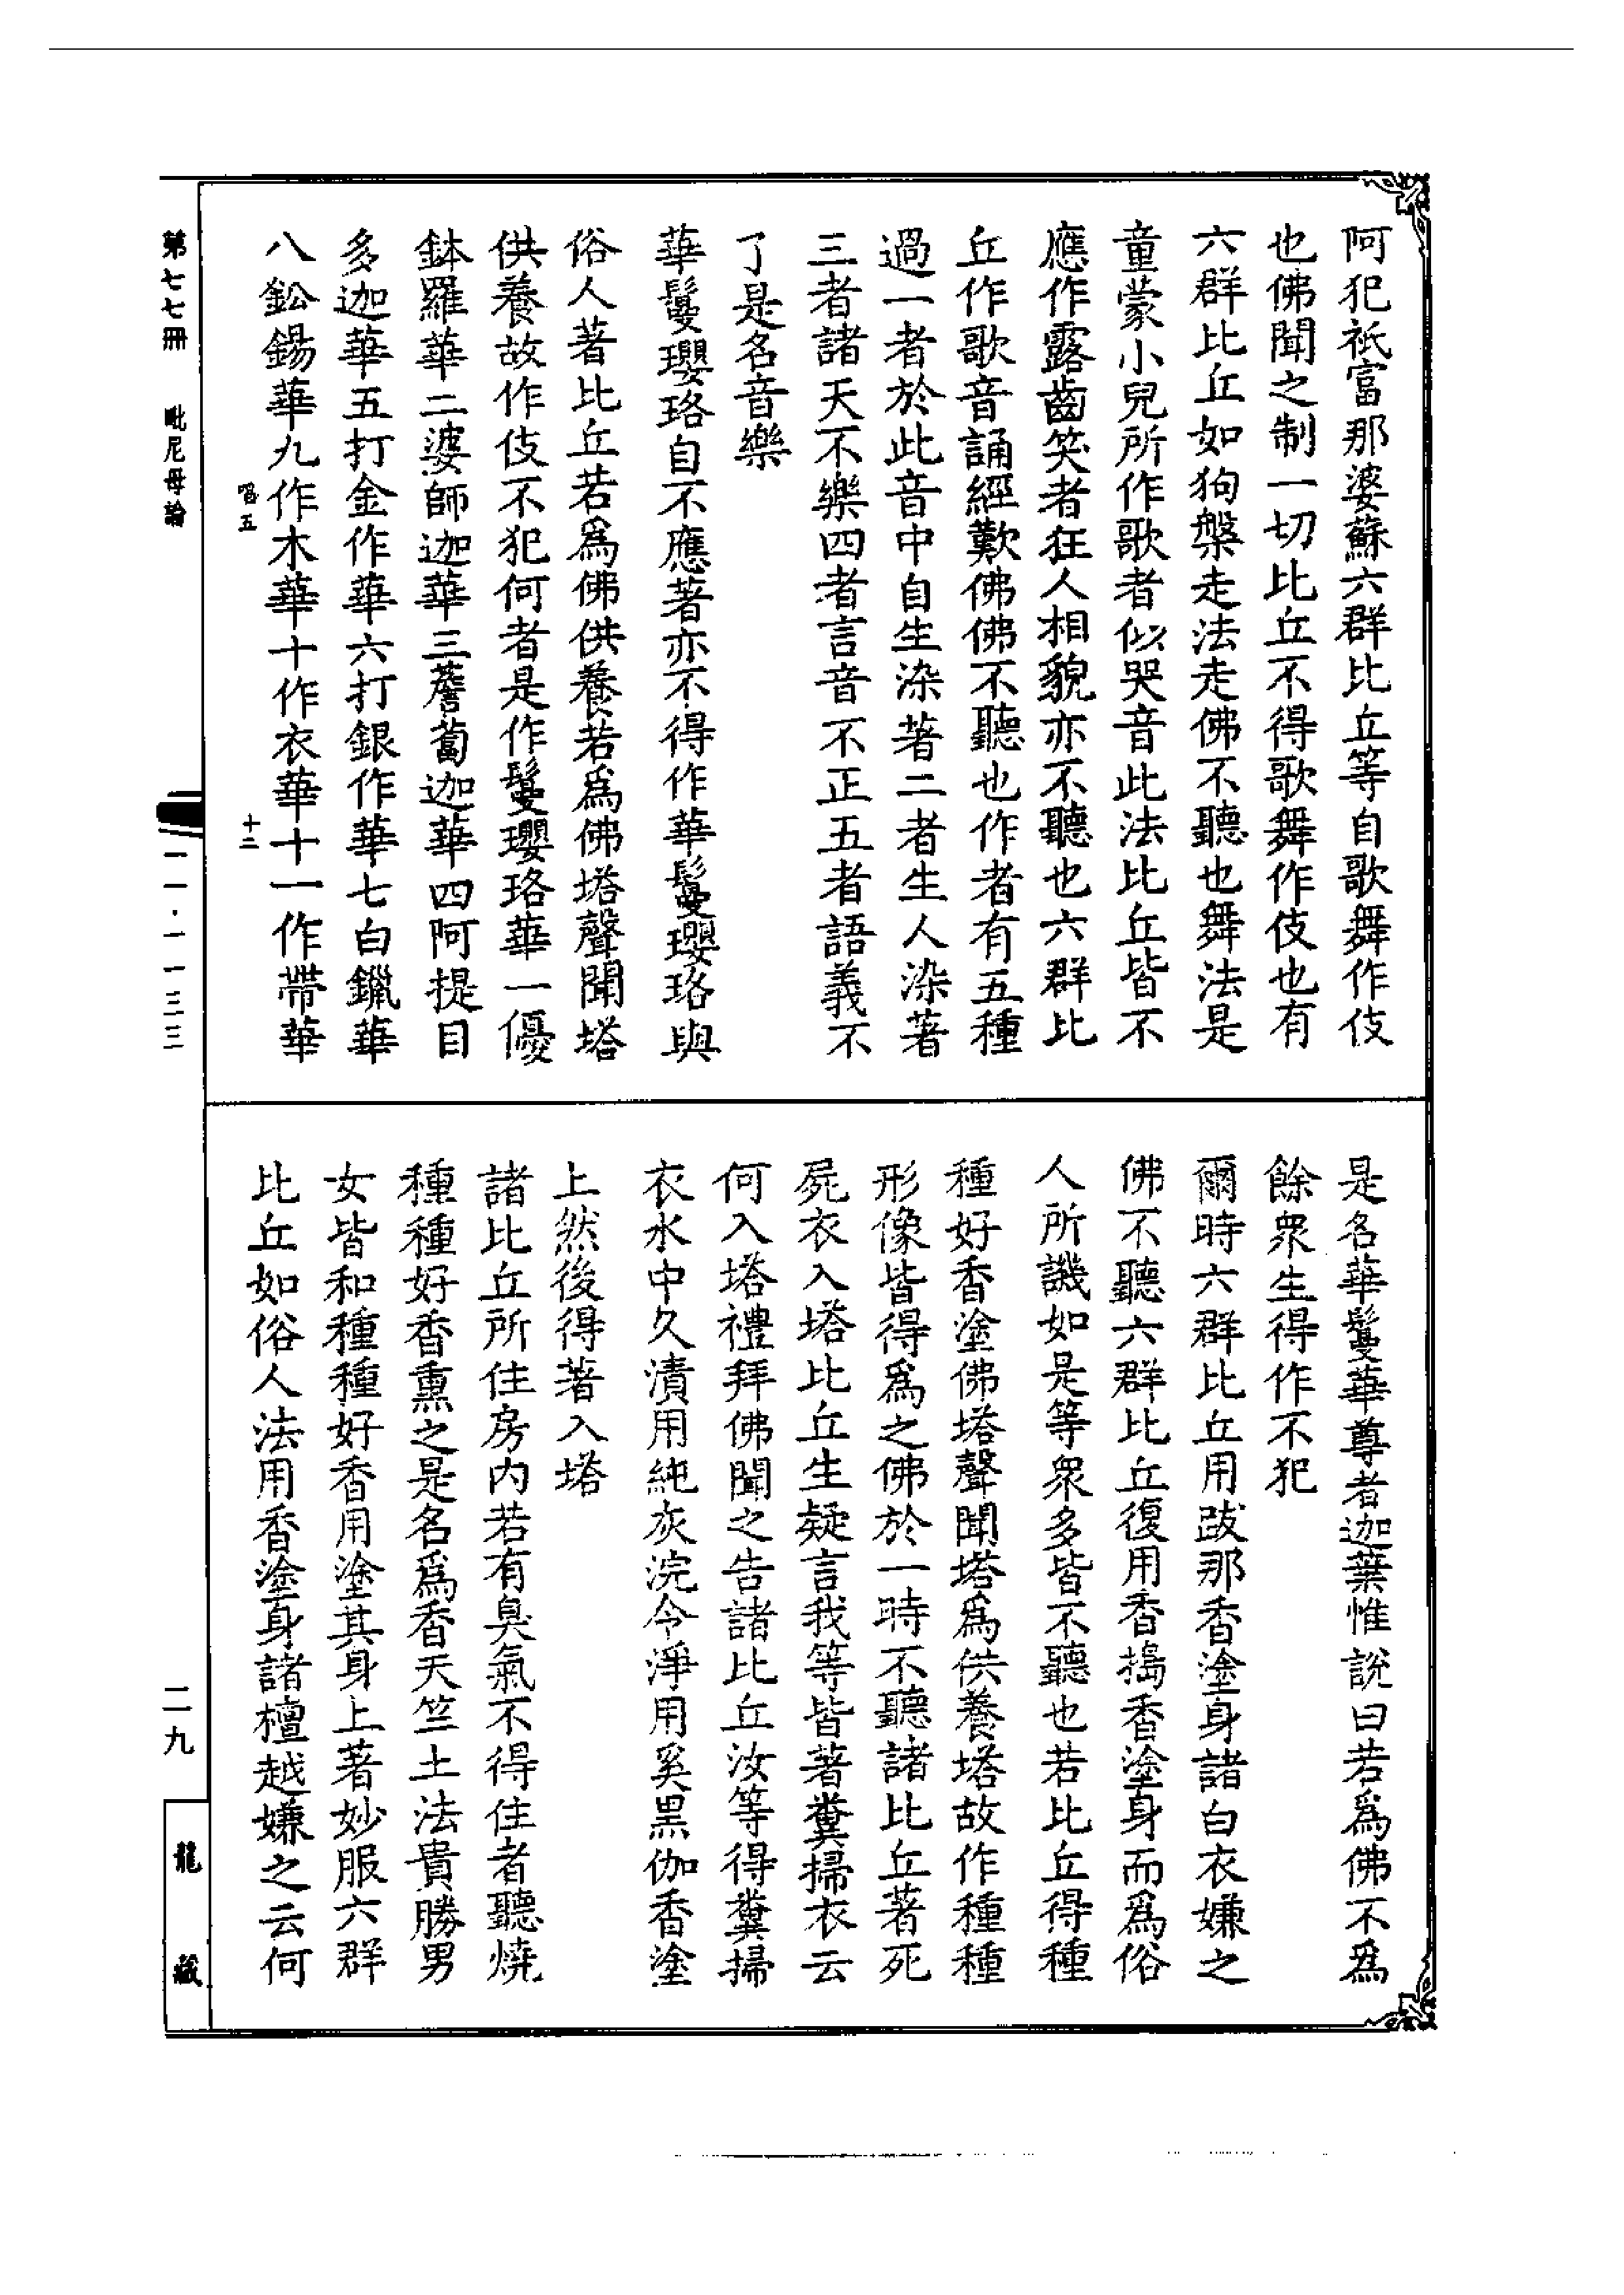 阿犯祇富那婆蘇六群比丘等自歌舞作伎
也佛聞之制一切比丘不得歌舞作伎也有
六群比丘如狗槃走法走佛不聽也舞法是
童蒙小兒所作歌者似哭音此法比丘皆不
應作露齒笑者狂人相貌亦不聽也六群比
丘作歌音誦經歎佛佛不聽也作者有五種
過一者於此音中自生染著二者生人染著
三者諸天不樂四者言音不正五者語義不
了是名音樂
華鬘瓔珞自不應著亦不得作華鬘瓔珞與
俗人著比丘若爲佛供養若爲佛塔聲聞塔
供養故作伎不犯何者是作鬘瓔珞華一優
鉢羅華二婆師迦華三薝蔔迦華四阿提目
多迦華五打金作華六打銀作華七白鑞華
八鈆錫華九作木華十作衣華十一作帶華
是名華鬘華尊者迦葉惟說曰若爲佛不爲
餘衆生得作不犯
爾時六群比丘用跋那香塗身諸白衣嫌之
佛不聽六群比丘復用香擣香塗身而爲俗
人所譏如是等衆多皆不聽也若比丘得種
種好香塗佛塔聲聞塔爲供養塔故作種種
形像皆得爲之佛於一時不聽諸比丘著死
屍衣入塔比丘生疑言我等皆著糞掃衣云
何入塔禮拜佛聞之告諸比丘汝等得糞掃
衣水中久漬用純灰浣令淨用奚黑伽香塗
上然後得著入塔
諸比丘所住房內若有臭氣不得住者聽燒
種種好香熏之是名爲香天竺土法貴勝男
女皆和種種好香用塗其身上著妙服六群
比丘如俗人法用香塗身諸檀越嫌之云何
唱五
十二
第七七冊　毗尼母論
一一·一一三三
二九
龍藏